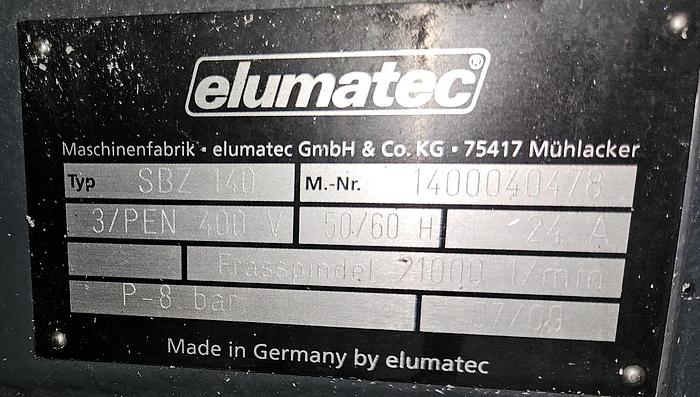 elumatec®
Maschinenfabrik • elumatec GmbH & Co. KG • 75417 Mühlacker
Typ SBZ 140 M.-Nr. 1400040478
3/PEN 400 V 50/60 H 24 A
Frässpindel 21000 1/min
P-8 bar 07/08
Made in Germany by elumatec